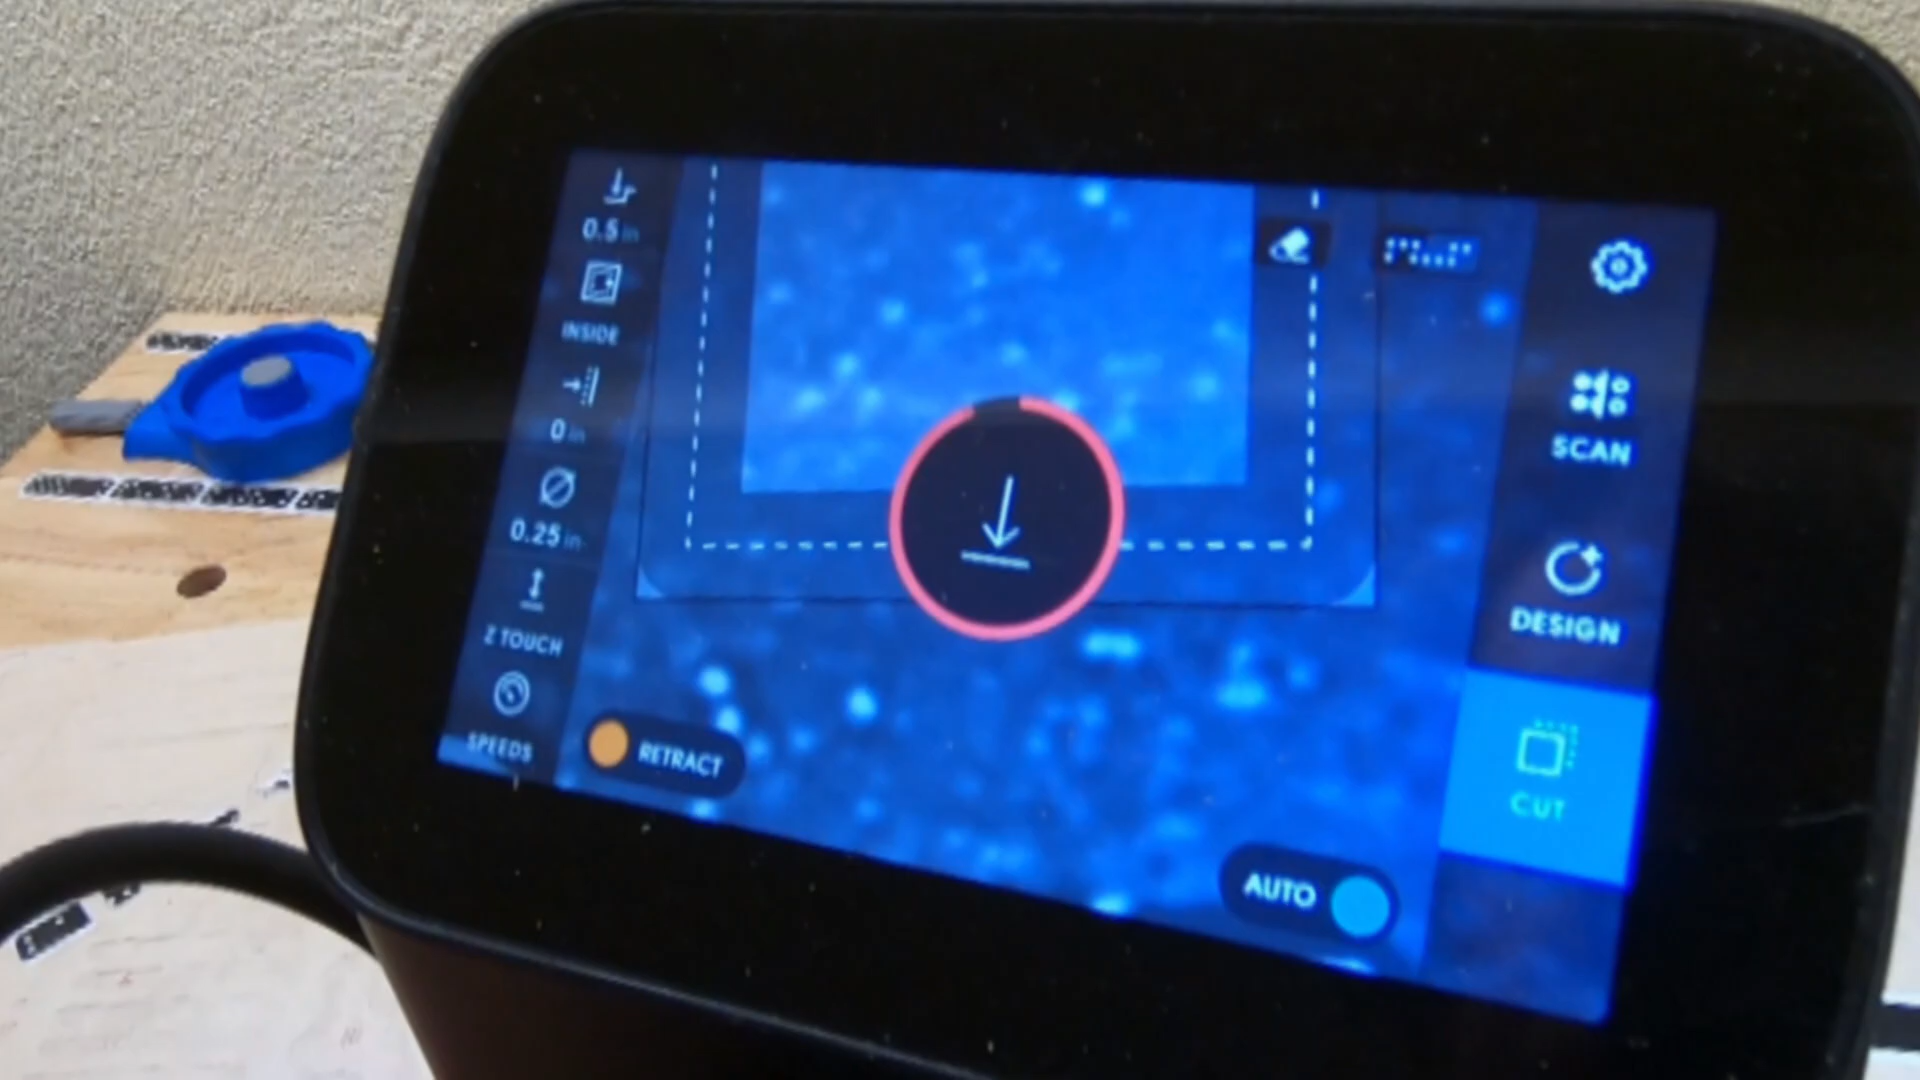 0.5 in
INSIDE
0 in
0.25 in
Z TOUCH
SPEEDS
RETRACT
AUTO
SCAN
DESIGN
CUT